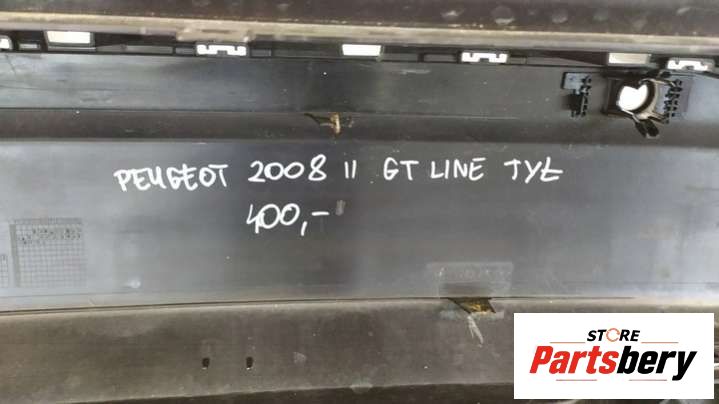 PEUGEOT 2008 II GT LINE TYŁ
400,-
STORE
Partsbery